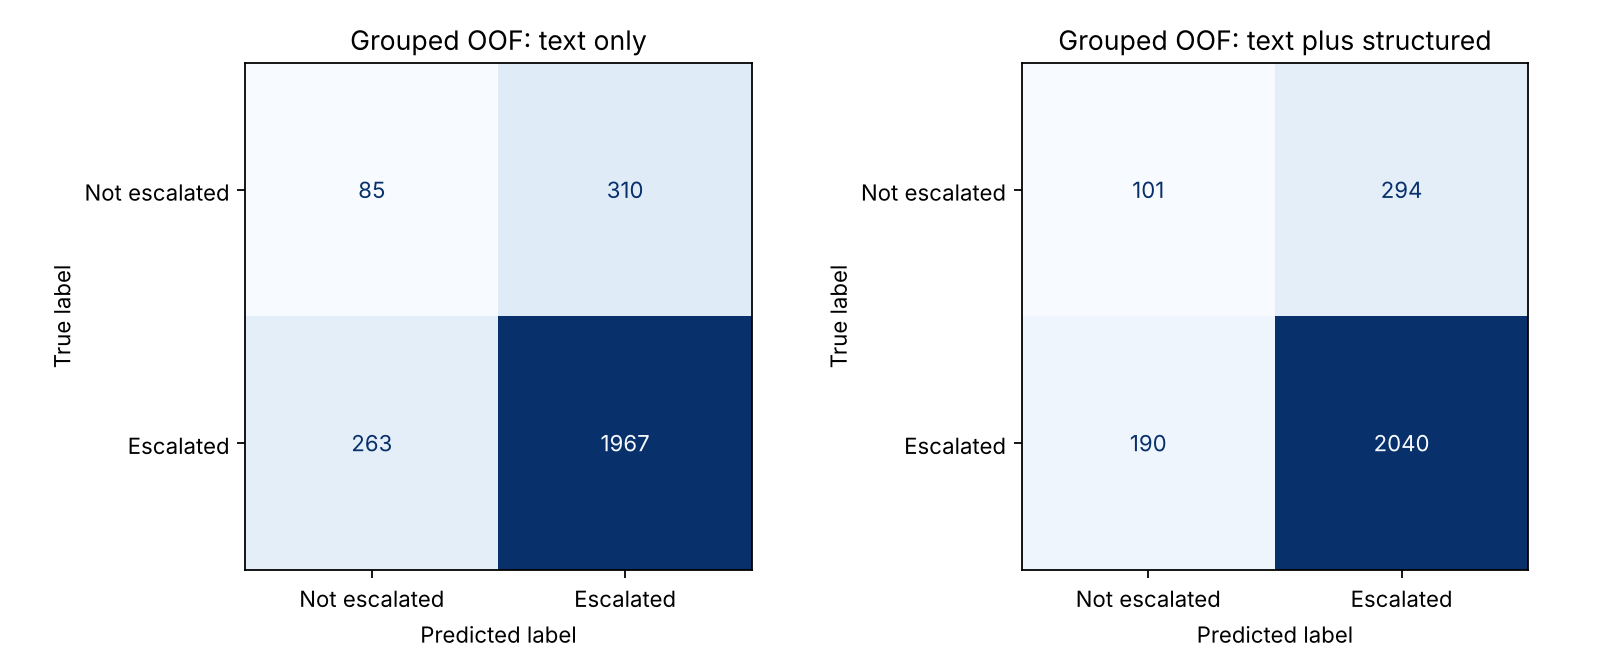 Grouped OOF: text only
True label
Not escalated
85
310
Escalated
263
1967
Not escalated
Escalated
Predicted label
Grouped OOF: text plus structured
True label
Not escalated
101
294
Escalated
190
2040
Not escalated
Escalated
Predicted label